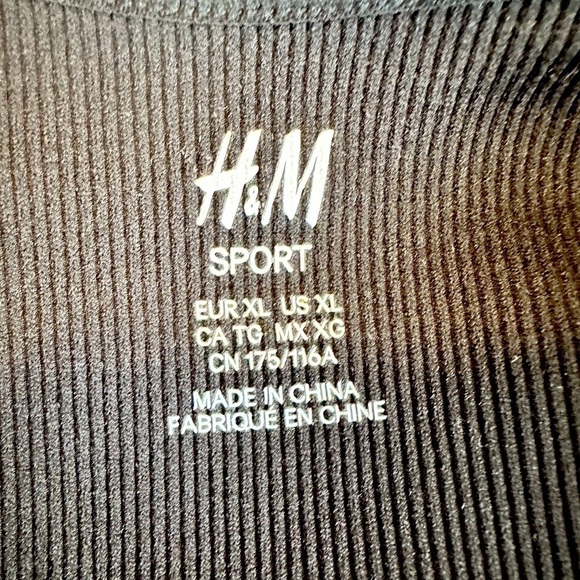 H&M
SPORT
EUR XL US XL
CA TG MX XG
CN 175/116A
MADE IN CHINA
FABRIQUÉ EN CHINE